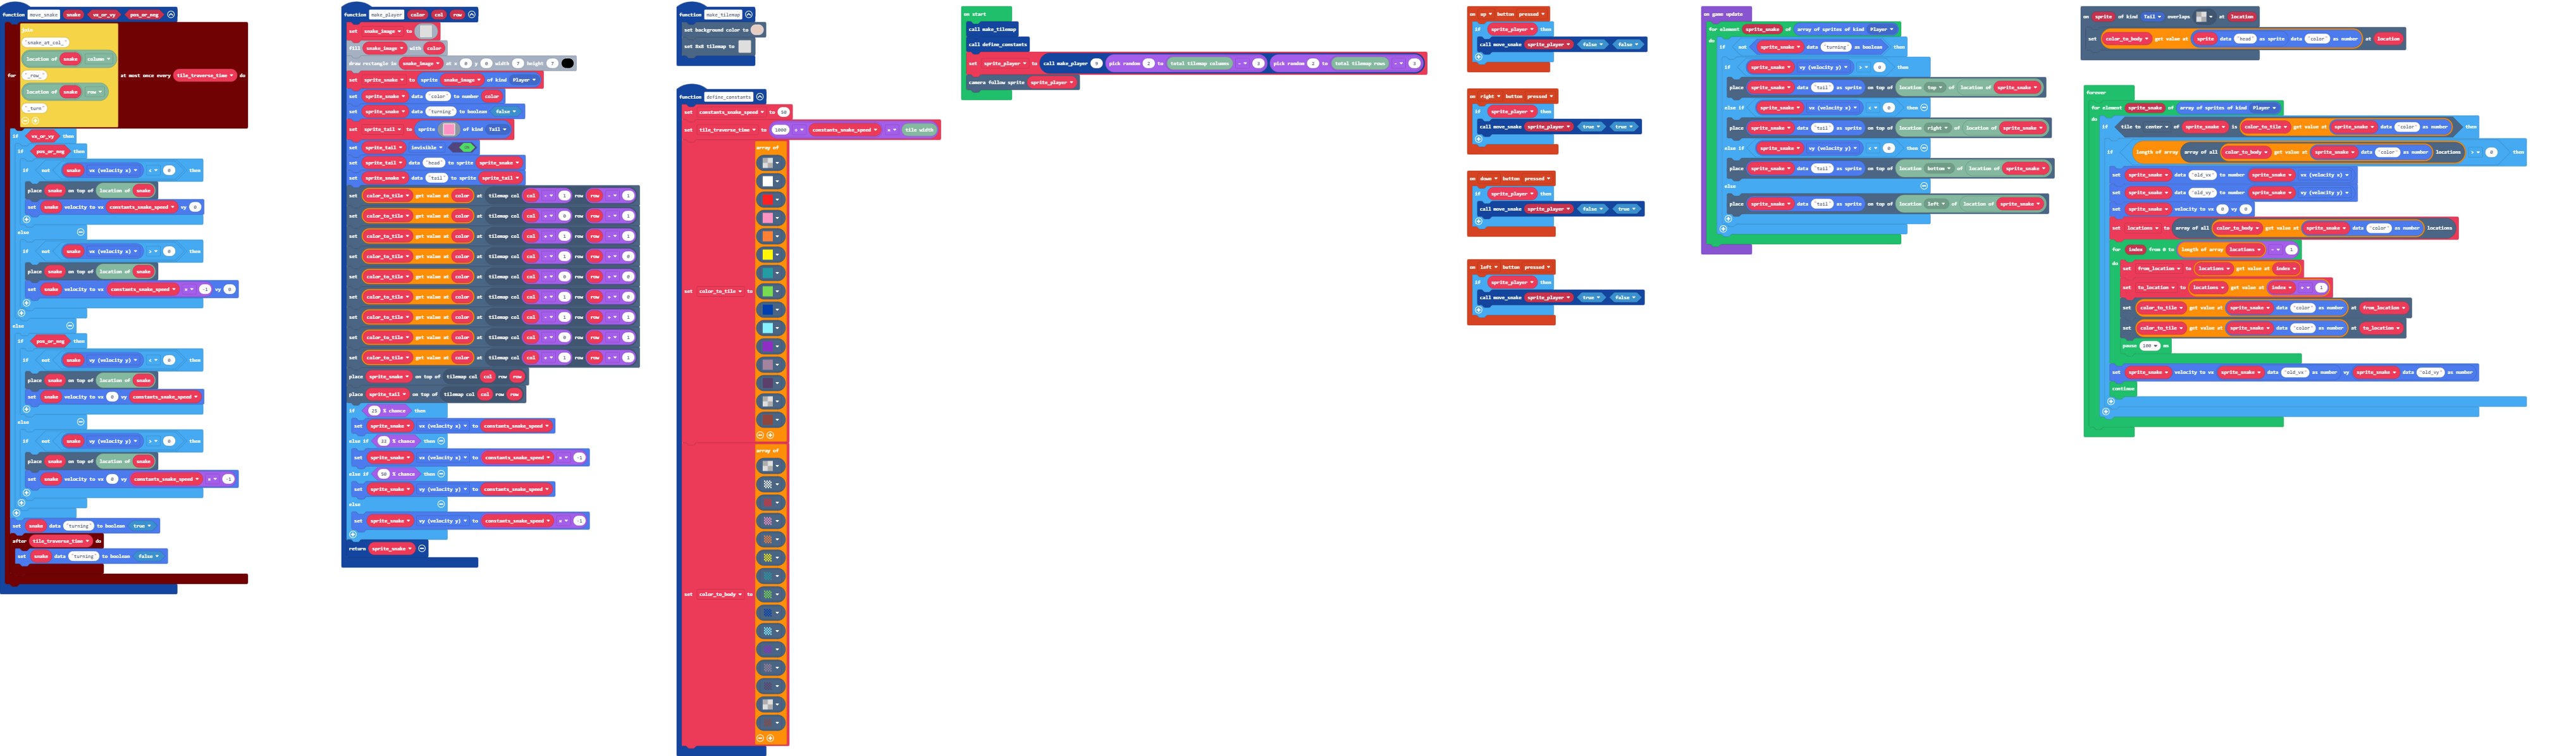 function move_snake snake vx_or_vy pos_or_neg
join
"snake_at_col_"
location of snake column
"_row_"
for location of snake row at most once every tile_traverse_time do
"_turn"
if vx_or_vy then
if pos_or_neg then
if not snake vx (velocity x) < 0 then
place snake on top of location of snake
set snake velocity to vx constants_snake_speed vy 0
else
if not snake vx (velocity x) > 0 then
place snake on top of location of snake
set snake velocity to vx constants_snake_speed × -1 vy 0
else
if pos_or_neg then
if not snake vy (velocity y) < 0 then
place snake on top of location of snake
set snake velocity to vx 0 vy constants_snake_speed
else
if not snake vy (velocity y) > 0 then
place snake on top of location of snake
set snake velocity to vx 0 vy constants_snake_speed × -1
set snake data "turning" to boolean true
after tile_traverse_time do
set snake data "turning" to boolean false
function make_player color col row
set snake_image to
fill snake_image with color
draw rectangle in snake_image at x 0 y 0 width 7 height 7
set sprite_snake to sprite snake_image of kind Player
set sprite_snake data "color" to number color
set sprite_snake data "turning" to boolean false
set sprite_tail to sprite of kind Tail
set sprite_tail invisible
set sprite_tail data "head" to sprite sprite_snake
set sprite_snake data "tail" to sprite sprite_tail
set color_to_tile get value at color at tilemap col col - 1 row row - 1
set color_to_tile get value at color at tilemap col col + 0 row row - 1
set color_to_tile get value at color at tilemap col col + 1 row row - 1
set color_to_tile get value at color at tilemap col col - 1 row row + 0
set color_to_tile get value at color at tilemap col col + 0 row row + 0
set color_to_tile get value at color at tilemap col col + 1 row row + 0
set color_to_tile get value at color at tilemap col col - 1 row row + 1
set color_to_tile get value at color at tilemap col col + 0 row row + 1
set color_to_tile get value at color at tilemap col col + 1 row row + 1
place sprite_snake on top of tilemap col col row row
place sprite_tail on top of tilemap col col row row
if 25 % chance then
set sprite_snake vx (velocity x) to constants_snake_speed
else if 33 % chance then
set sprite_snake vx (velocity x) to constants_snake_speed × -1
else if 50 % chance then
set sprite_snake vy (velocity y) to constants_snake_speed
else
set sprite_snake vy (velocity y) to constants_snake_speed × -1
return sprite_snake
function make_tilemap
set background color to
set 8x8 tilemap to
function define_constants
set constants_snake_speed to 50
set tile_traverse_time to 1000 ÷ constants_snake_speed × tile width
array of
set color_to_tile to
array of
set color_to_body to
on start
call make_tilemap
call define_constants
set sprite_player to call make_player 9 pick random 2 to total tilemap columns - 3 pick random 2 to total tilemap rows - 3
camera follow sprite sprite_player
on up button pressed
if sprite_player then
call move_snake sprite_player false false
on right button pressed
if sprite_player then
call move_snake sprite_player true true
on down button pressed
if sprite_player then
call move_snake sprite_player false true
on left button pressed
if sprite_player then
call move_snake sprite_player true false
on game update
for element sprite_snake of array of sprites of kind Player
do if not sprite_snake data "turning" as boolean then
if sprite_snake vy (velocity y) > 0 then
place sprite_snake data "tail" as sprite on top of location top of location of sprite_snake
else if sprite_snake vx (velocity x) < 0 then
place sprite_snake data "tail" as sprite on top of location right of location of sprite_snake
else if sprite_snake vy (velocity y) < 0 then
place sprite_snake data "tail" as sprite on top of location bottom of location of sprite_snake
else
place sprite_snake data "tail" as sprite on top of location left of location of sprite_snake
on sprite of kind Tail overlaps at location
set color_to_body get value at sprite data "head" as sprite data "color" as number at location
forever
for element sprite_snake of array of sprites of kind Player
do if tile to center of sprite_snake is color_to_tile get value at sprite_snake data "color" as number then
if length of array array of all color_to_body get value at sprite_snake data "color" as number locations > 0 then
set sprite_snake data "old_vx" to number sprite_snake vx (velocity x)
set sprite_snake data "old_vy" to number sprite_snake vy (velocity y)
set sprite_snake velocity to vx 0 vy 0
set locations to array of all color_to_body get value at sprite_snake data "color" as number locations
for index from 0 to length of array locations - 1
do set from_location to locations get value at index
set to_location to locations get value at index + 1
set color_to_tile get value at sprite_snake data "color" as number at from_location
set color_to_tile get value at sprite_snake data "color" as number at to_location
pause 100 ms
set sprite_snake velocity to vx sprite_snake data "old_vx" as number vy sprite_snake data "old_vy" as number
continue